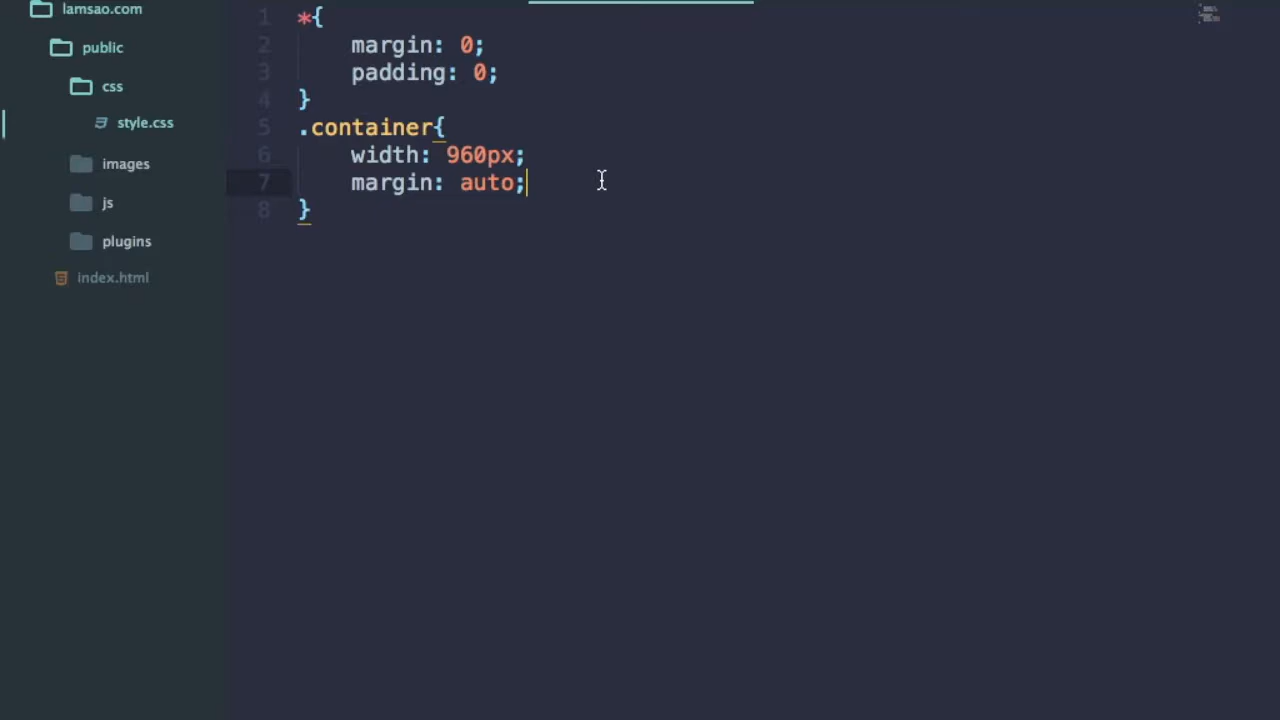 lamsao.com
public
css
style.css
images
js
plugins
index.html
1 *{
2 margin: 0;
3 padding: 0;
4 }
5 .container{
6 width: 960px;
7 margin: auto;
8 }